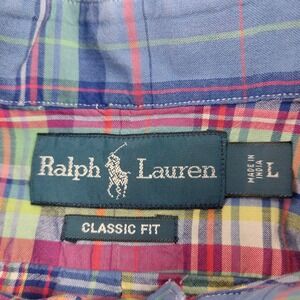 Ralph Lauren
MADE IN
INDIA
L
CLASSIC FIT